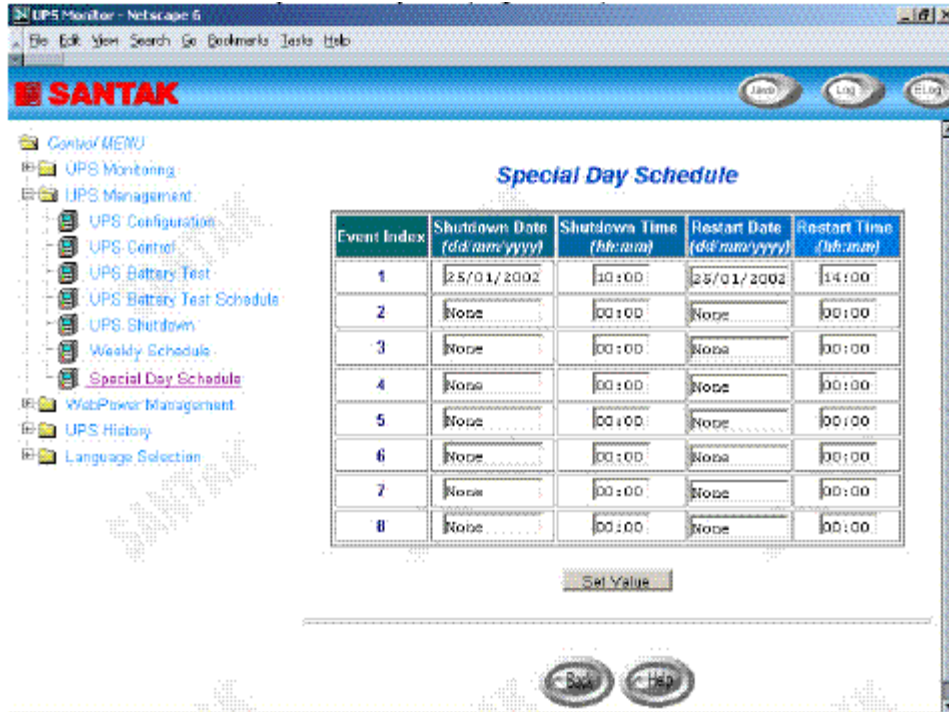 UPS Monitor - Netscape 6
File Edit View Search Go Bookmarks Tasks Help
SANTAK
Java Log ELog
Control MENU
UPS Monitoring
UPS Management
UPS Configuration
UPS Control
UPS Battery Test
UPS Battery Test Schedule
UPS Shutdown
Weekly Schedule
Special Day Schedule
WebPower Management
UPS History
Language Selection
Special Day Schedule
Event Index Shutdown Date (dd/mm/yyyy) Shutdown Time (hh:mm) Restart Date (dd/mm/yyyy) Restart Time (hh:mm)
1 25/01/2002 10:00 25/01/2002 14:00
2 None 00:00 None 00:00
3 None 00:00 None 00:00
4 None 00:00 None 00:00
5 None 00:00 None 00:00
6 None 00:00 None 00:00
7 None 00:00 None 00:00
8 None 00:00 None 00:00
Set Value
Back Help